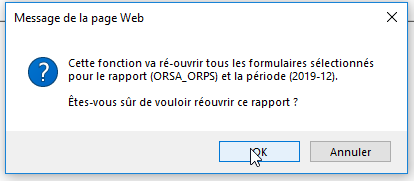 Message de la page Web
Cette fonction va ré-ouvrir tous les formulaires sélectionnés
pour le rapport (ORSA_ORPS) et la période (2019-12).
Êtes-vous sûr de vouloir réouvrir ce rapport ?
OK
Annuler